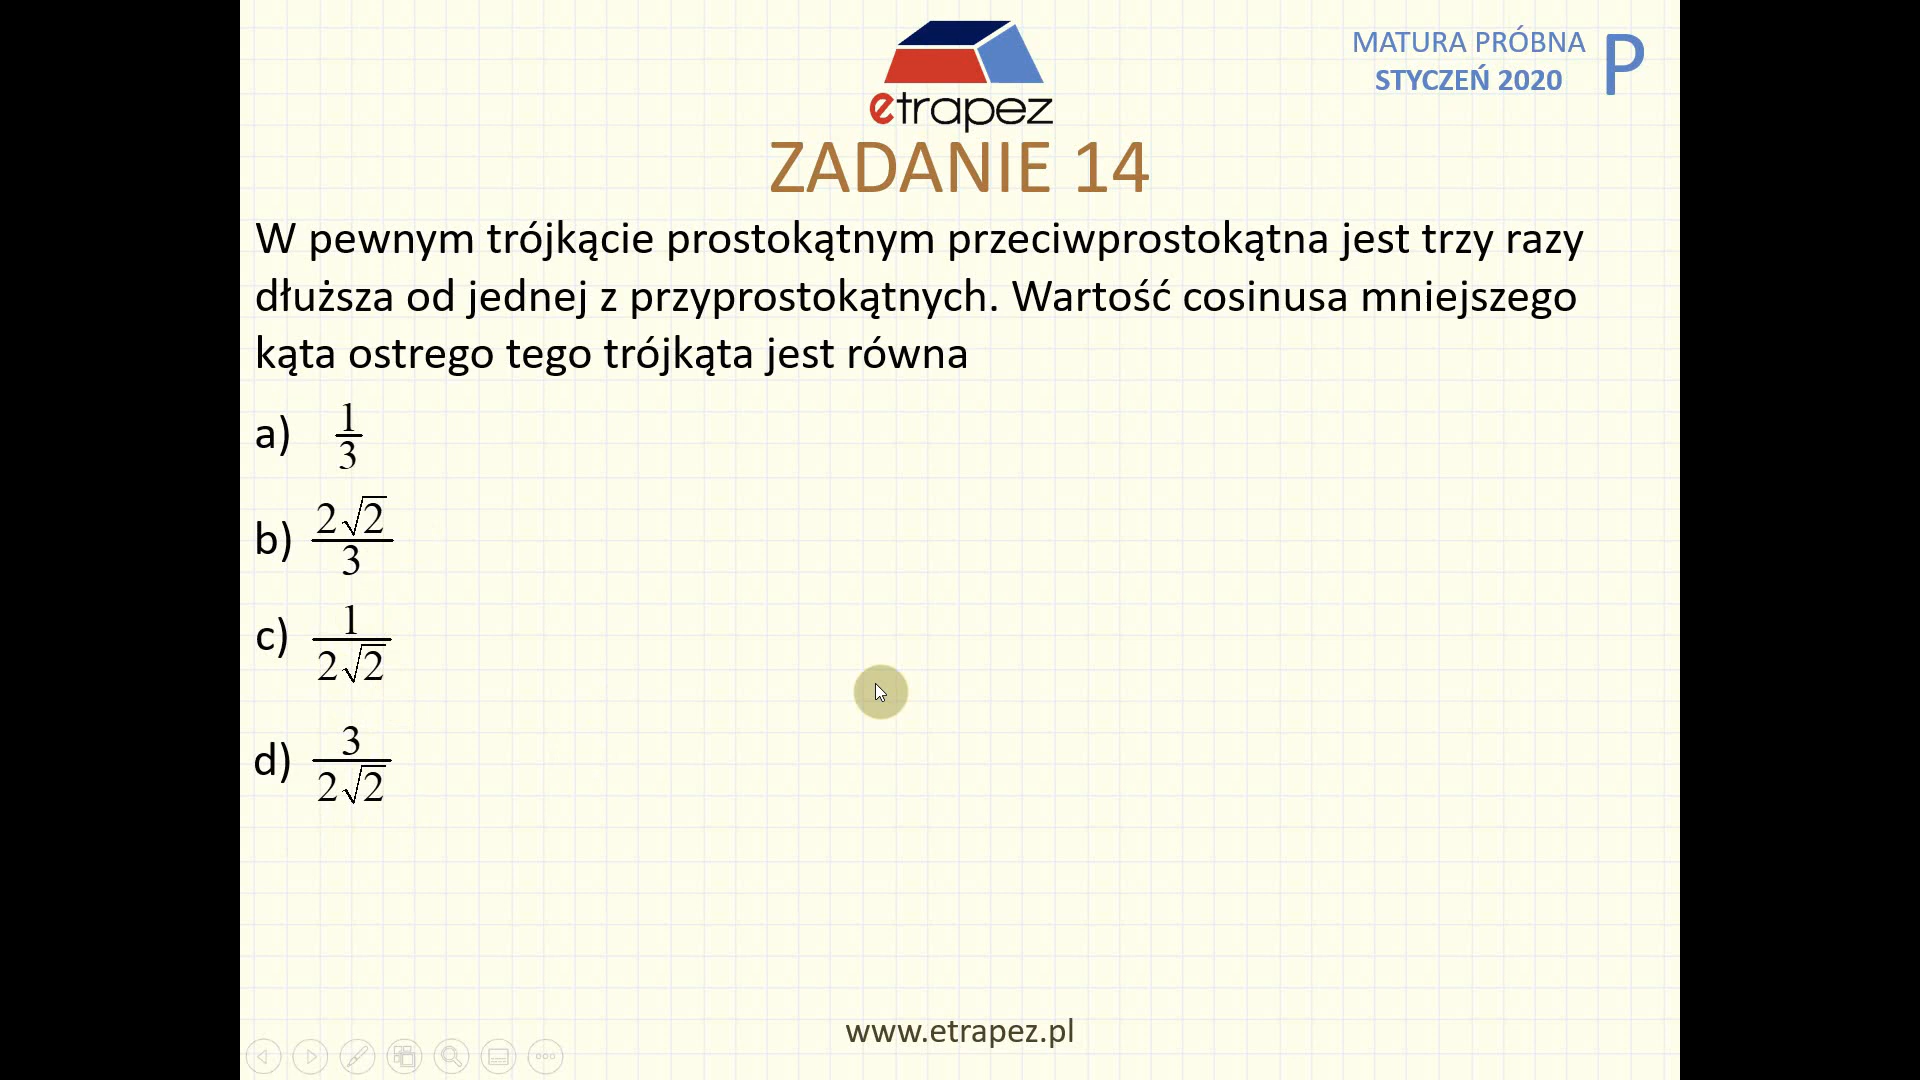 etrapez
MATURA PRÓBNA
STYCZEŃ 2020
P
ZADANIE 14
W pewnym trójkącie prostokątnym przeciwprostokątna jest trzy razy
dłuższa od jednej z przyprostokątnych. Wartość cosinusa mniejszego
kąta ostrego tego trójkąta jest równa
a) 1/3
b) 2√2/3
c) 1/2√2
d) 3/2√2
www.etrapez.pl